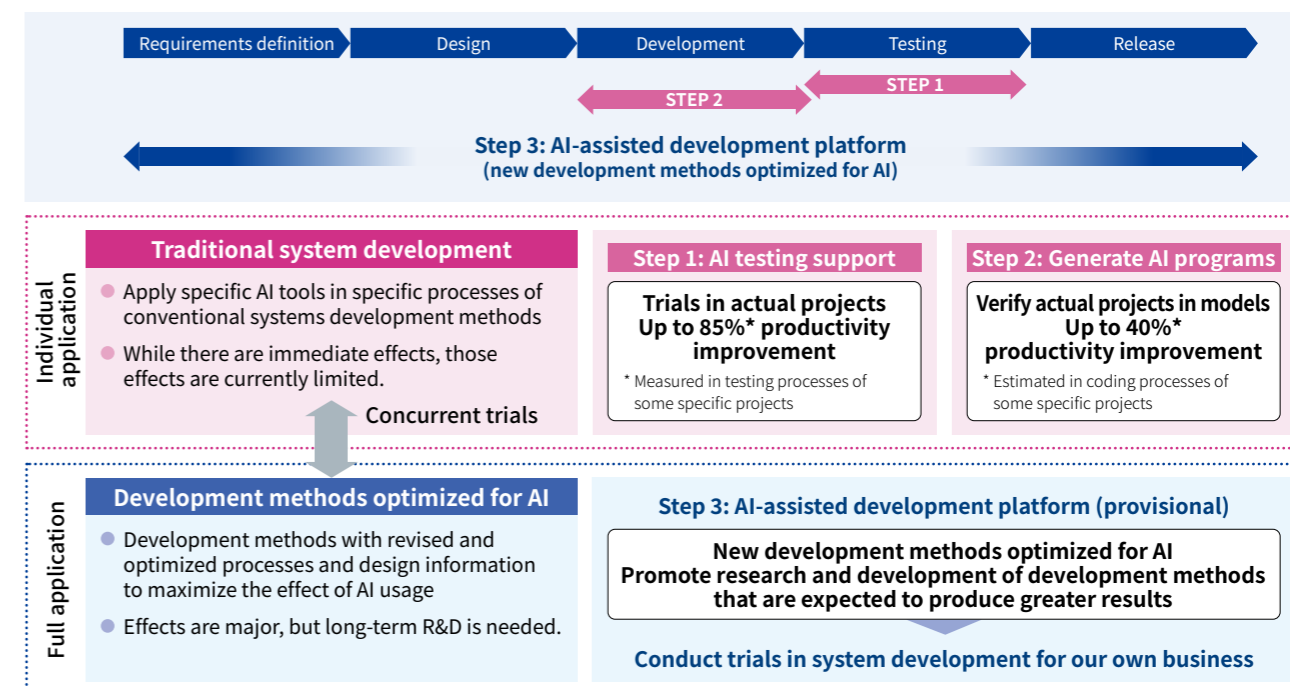 Requirements definition
Design
Development
Testing
Release
STEP 2
STEP 1
Step 3: AI-assisted development platform
(new development methods optimized for AI)
Individual
application
Traditional system development
Apply specific AI tools in specific processes of
conventional systems development methods
While there are immediate effects, those
effects are currently limited.
Step 1: AI testing support
Trials in actual projects
Up to 85%* productivity
improvement
* Measured in testing processes of
some specific projects
Step 2: Generate AI programs
Verify actual projects in models
Up to 40%*
productivity improvement
* Estimated in coding processes of
some specific projects
Concurrent trials
Full application
Development methods optimized for AI
Development methods with revised and
optimized processes and design information
to maximize the effect of AI usage
Effects are major, but long-term R&D is needed.
Step 3: AI-assisted development platform (provisional)
New development methods optimized for AI
Promote research and development of development methods
that are expected to produce greater results
Conduct trials in system development for our own business